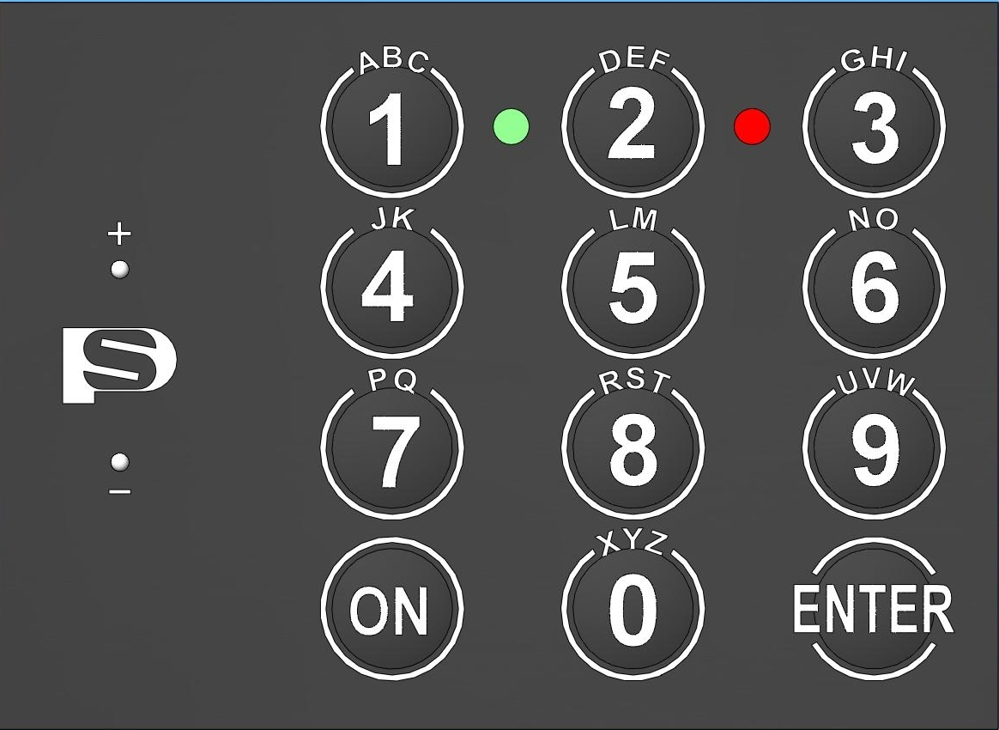 ABC DEF GHI
1 2 3
JK LM NO
+
4 5 6
PS
PQ RST UVW
7 8 9
–
XYZ
ON 0 ENTER